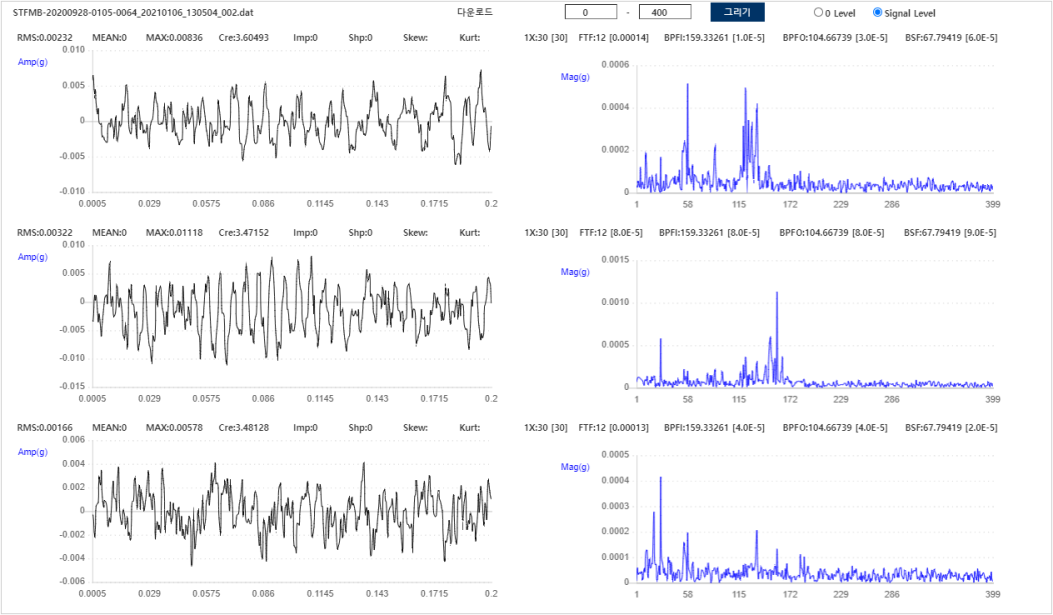 STFMB-20200928-0105-0064_20210106_130504_002.dat 다운로드 0 - 400 그리기 0 Level Signal Level
RMS:0.00232 MEAN:0 MAX:0.00836 Cre:3.60493 Imp:0 Shp:0 Skew: Kurt: 1X:30 [30] FTF:12 [0.00014] BPFI:159.33261 [1.0E-5] BPFO:104.66739 [3.0E-5] BSF:67.79419 [6.0E-5]
Amp(g)
0.010
0.005
0
-0.005
-0.010
0.0005 0.029 0.0575 0.086 0.1145 0.143 0.1715 0.2
Mag(g)
0.0006
0.0004
0.0002
0
1 58 115 172 229 286 399
RMS:0.00322 MEAN:0 MAX:0.01118 Cre:3.47152 Imp:0 Shp:0 Skew: Kurt: 1X:30 [30] FTF:12 [8.0E-5] BPFI:159.33261 [8.0E-5] BPFO:104.66739 [8.0E-5] BSF:67.79419 [9.0E-5]
Amp(g)
0.010
0.005
0
-0.005
-0.010
-0.015
0.0005 0.029 0.0575 0.086 0.1145 0.143 0.1715 0.2
Mag(g)
0.0015
0.0010
0.0005
0
1 58 115 172 229 286 399
RMS:0.00166 MEAN:0 MAX:0.00578 Cre:3.48128 Imp:0 Shp:0 Skew: Kurt: 1X:30 [30] FTF:12 [0.00013] BPFI:159.33261 [4.0E-5] BPFO:104.66739 [4.0E-5] BSF:67.79419 [2.0E-5]
Amp(g)
0.006
0.004
0.002
0
-0.002
-0.004
-0.006
0.0005 0.029 0.0575 0.086 0.1145 0.143 0.1715 0.2
Mag(g)
0.0005
0.0004
0.0003
0.0002
0.0001
0
1 58 115 172 229 286 399